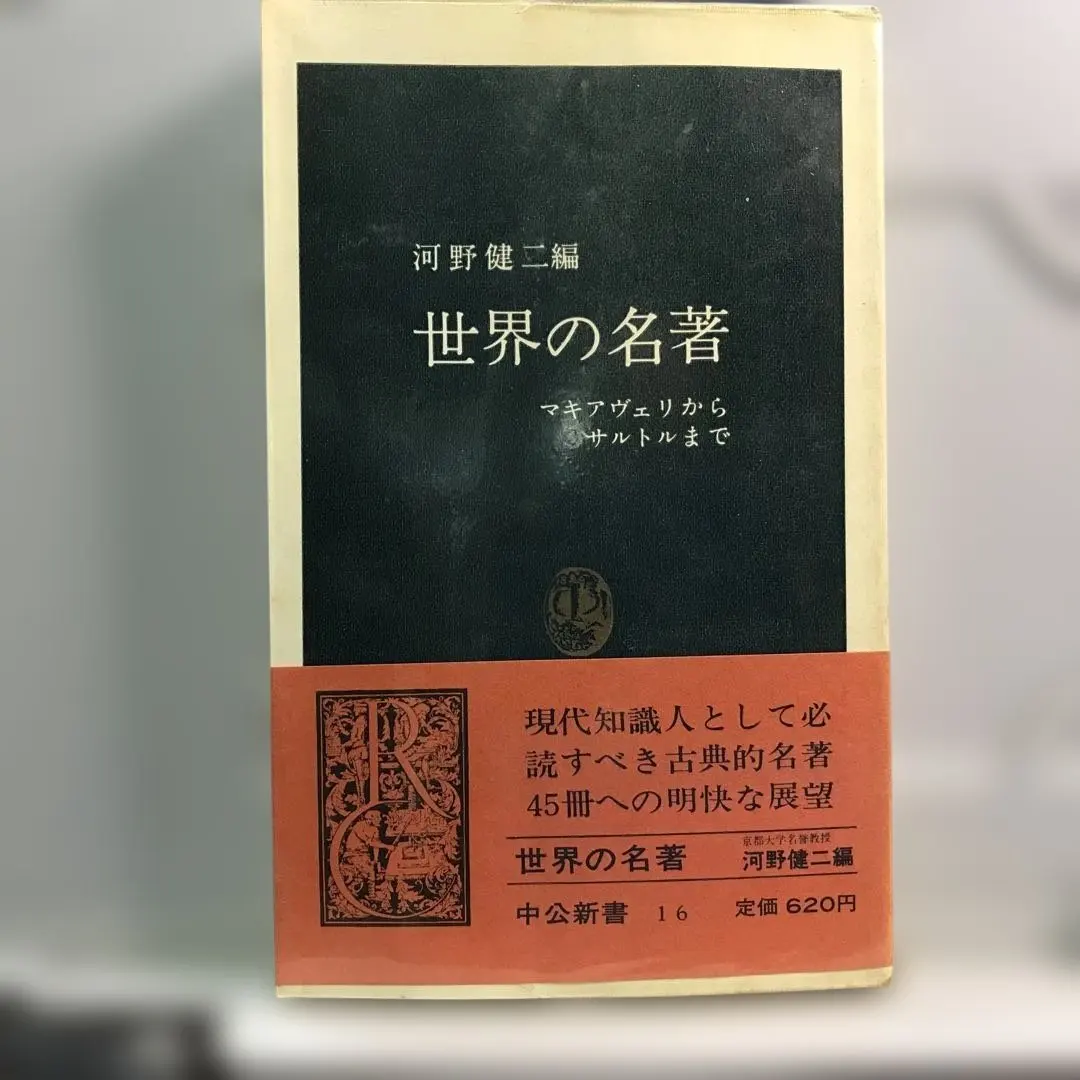 河野健二編
世界の名著
マキアヴェリから
サルトルまで
現代知識人として必
読すべき古典的名著
45冊への明快な展望
京都大学名誉教授
世界の名著 河野健二編
中公新書 16 定価 620円
R
C